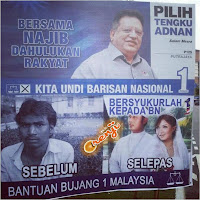 BERSAMA
NAJIB
DAHULUKAN
RAKYAT
PILIH
TENGKU
ADNAN
KITA UNDI BARISAN NASIONAL 1
BERSYUKURLAH
KEPADA BN
1
SEBELUM
SELEPAS
BANTUAN BUJANG 1 MALAYSIA